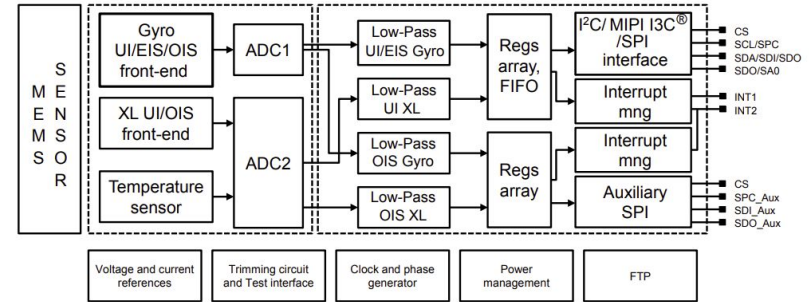 MEMS
SENSOR
Gyro
UI/EIS/OIS
front-end
XL UI/OIS
front-end
Temperature
sensor
ADC1
ADC2
Low-Pass
UI/EIS Gyro
Low-Pass
UI XL
Low-Pass
OIS Gyro
Low-Pass
OIS XL
Regs
array,
FIFO
Regs
array
I²C/ MIPI I3C®
/SPI
interface
Interrupt
mng
Interrupt
mng
Auxiliary
SPI
CS
SCL/SPC
SDA/SDI/SDO
SDO/SA0
INT1
INT2
CS
SPC_Aux
SDI_Aux
SDO_Aux
Voltage and current
references
Trimming circuit
and Test interface
Clock and phase
generator
Power
management
FTP